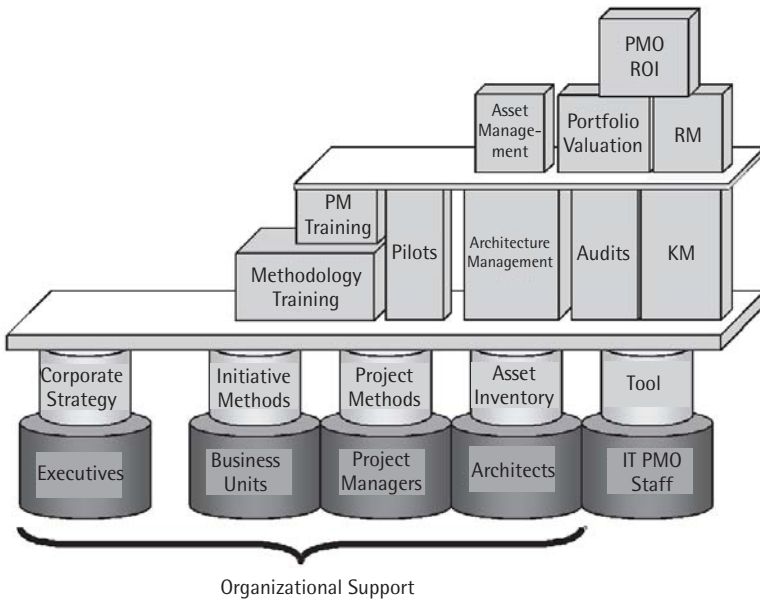 PMO
ROI
Asset
Manage-
ment
Portfolio
Valuation
RM
PM
Training
Methodology
Training
Pilots
Architecture
Management
Audits
KM
Corporate
Strategy
Initiative
Methods
Project
Methods
Asset
Inventory
Tool
Executives
Business
Units
Project
Managers
Architects
IT PMO
Staff
Organizational Support